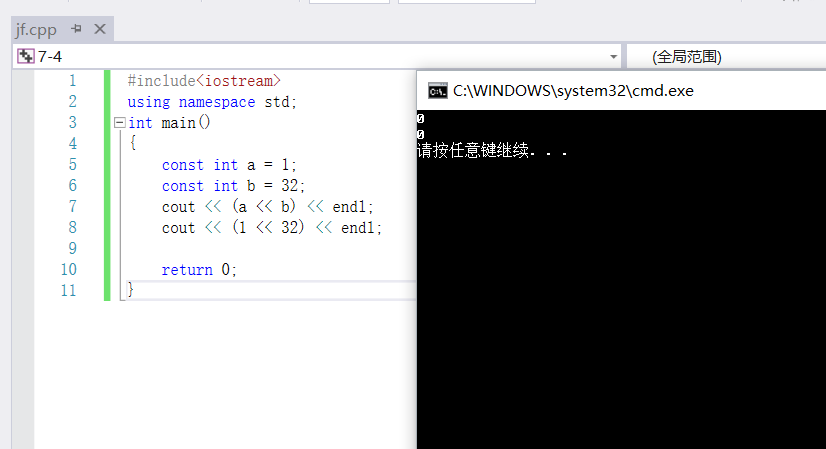 jf.cpp
7-4
(全局范围)
1 #include<iostream>
2 using namespace std;
3 int main()
4 {
5 const int a = 1;
6 const int b = 32;
7 cout << (a << b) << endl;
8 cout << (1 << 32) << endl;
9
10 return 0;
11 }
C:\WINDOWS\system32\cmd.exe
0
0
请按任意键继续. . .